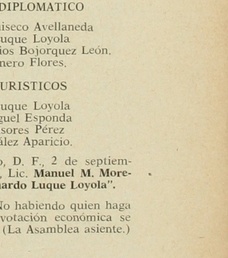 DIPLOMATICO
iseco Avellaneda
uque Loyola
ios Bojorquez León.
nero Flores.
URISTICOS
uque Loyola
guel Esponda
sores Pérez
ález Aparicio.
o, D. F., 2 de septiem-
, Lic. Manuel M. More-
nardo Luque Loyola".
No habiendo quien haga
votación económica se
(La Asamblea asiente.)